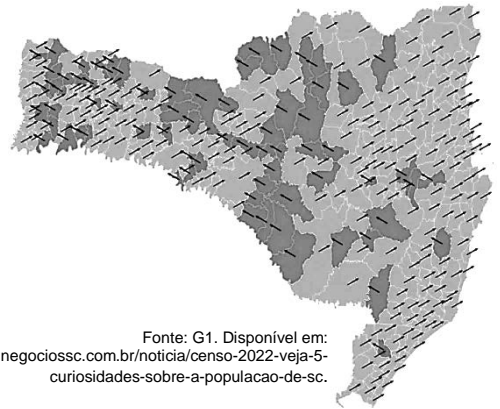 Fonte: G1. Disponível em:
negociossc.com.br/noticia/censo-2022-veja-5-
curiosidades-sobre-a-populacao-de-sc.